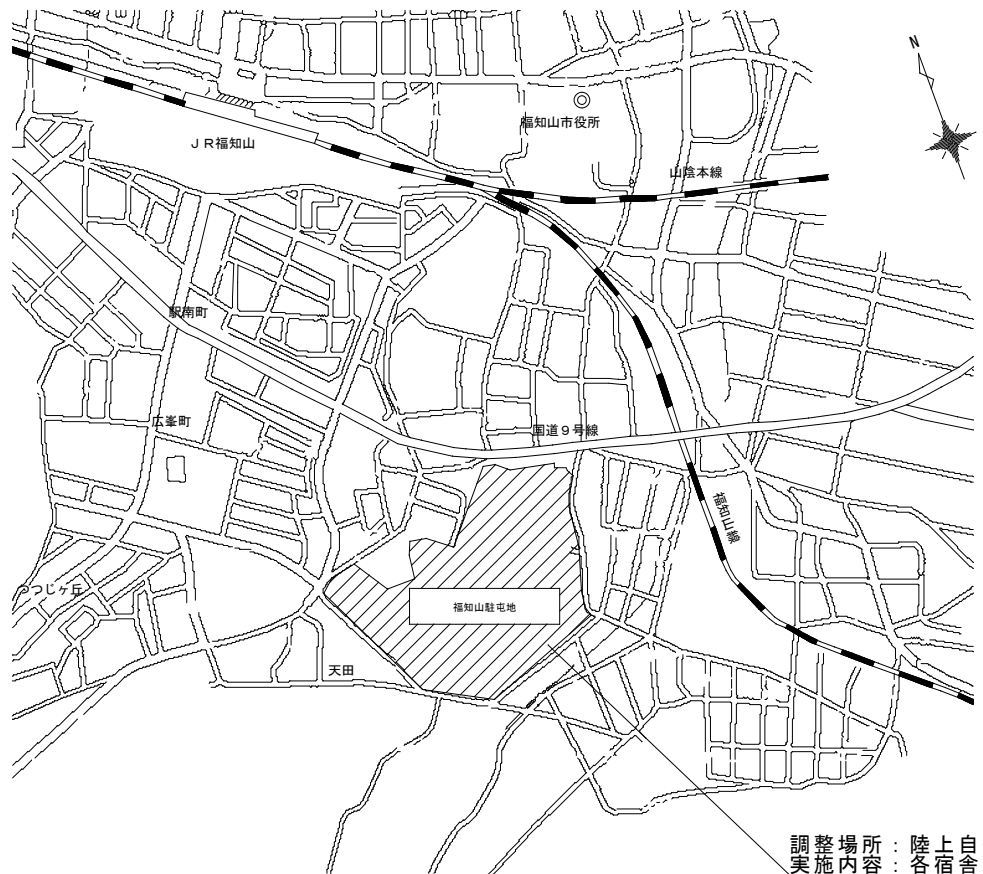 N
福知山市役所
JR福知山
山陰本線
駅南町
広峯町
国道9号線
福知山線
つつじヶ丘
福知山駐屯地
天田
調整場所:陸上自
実施内容:各宿舎